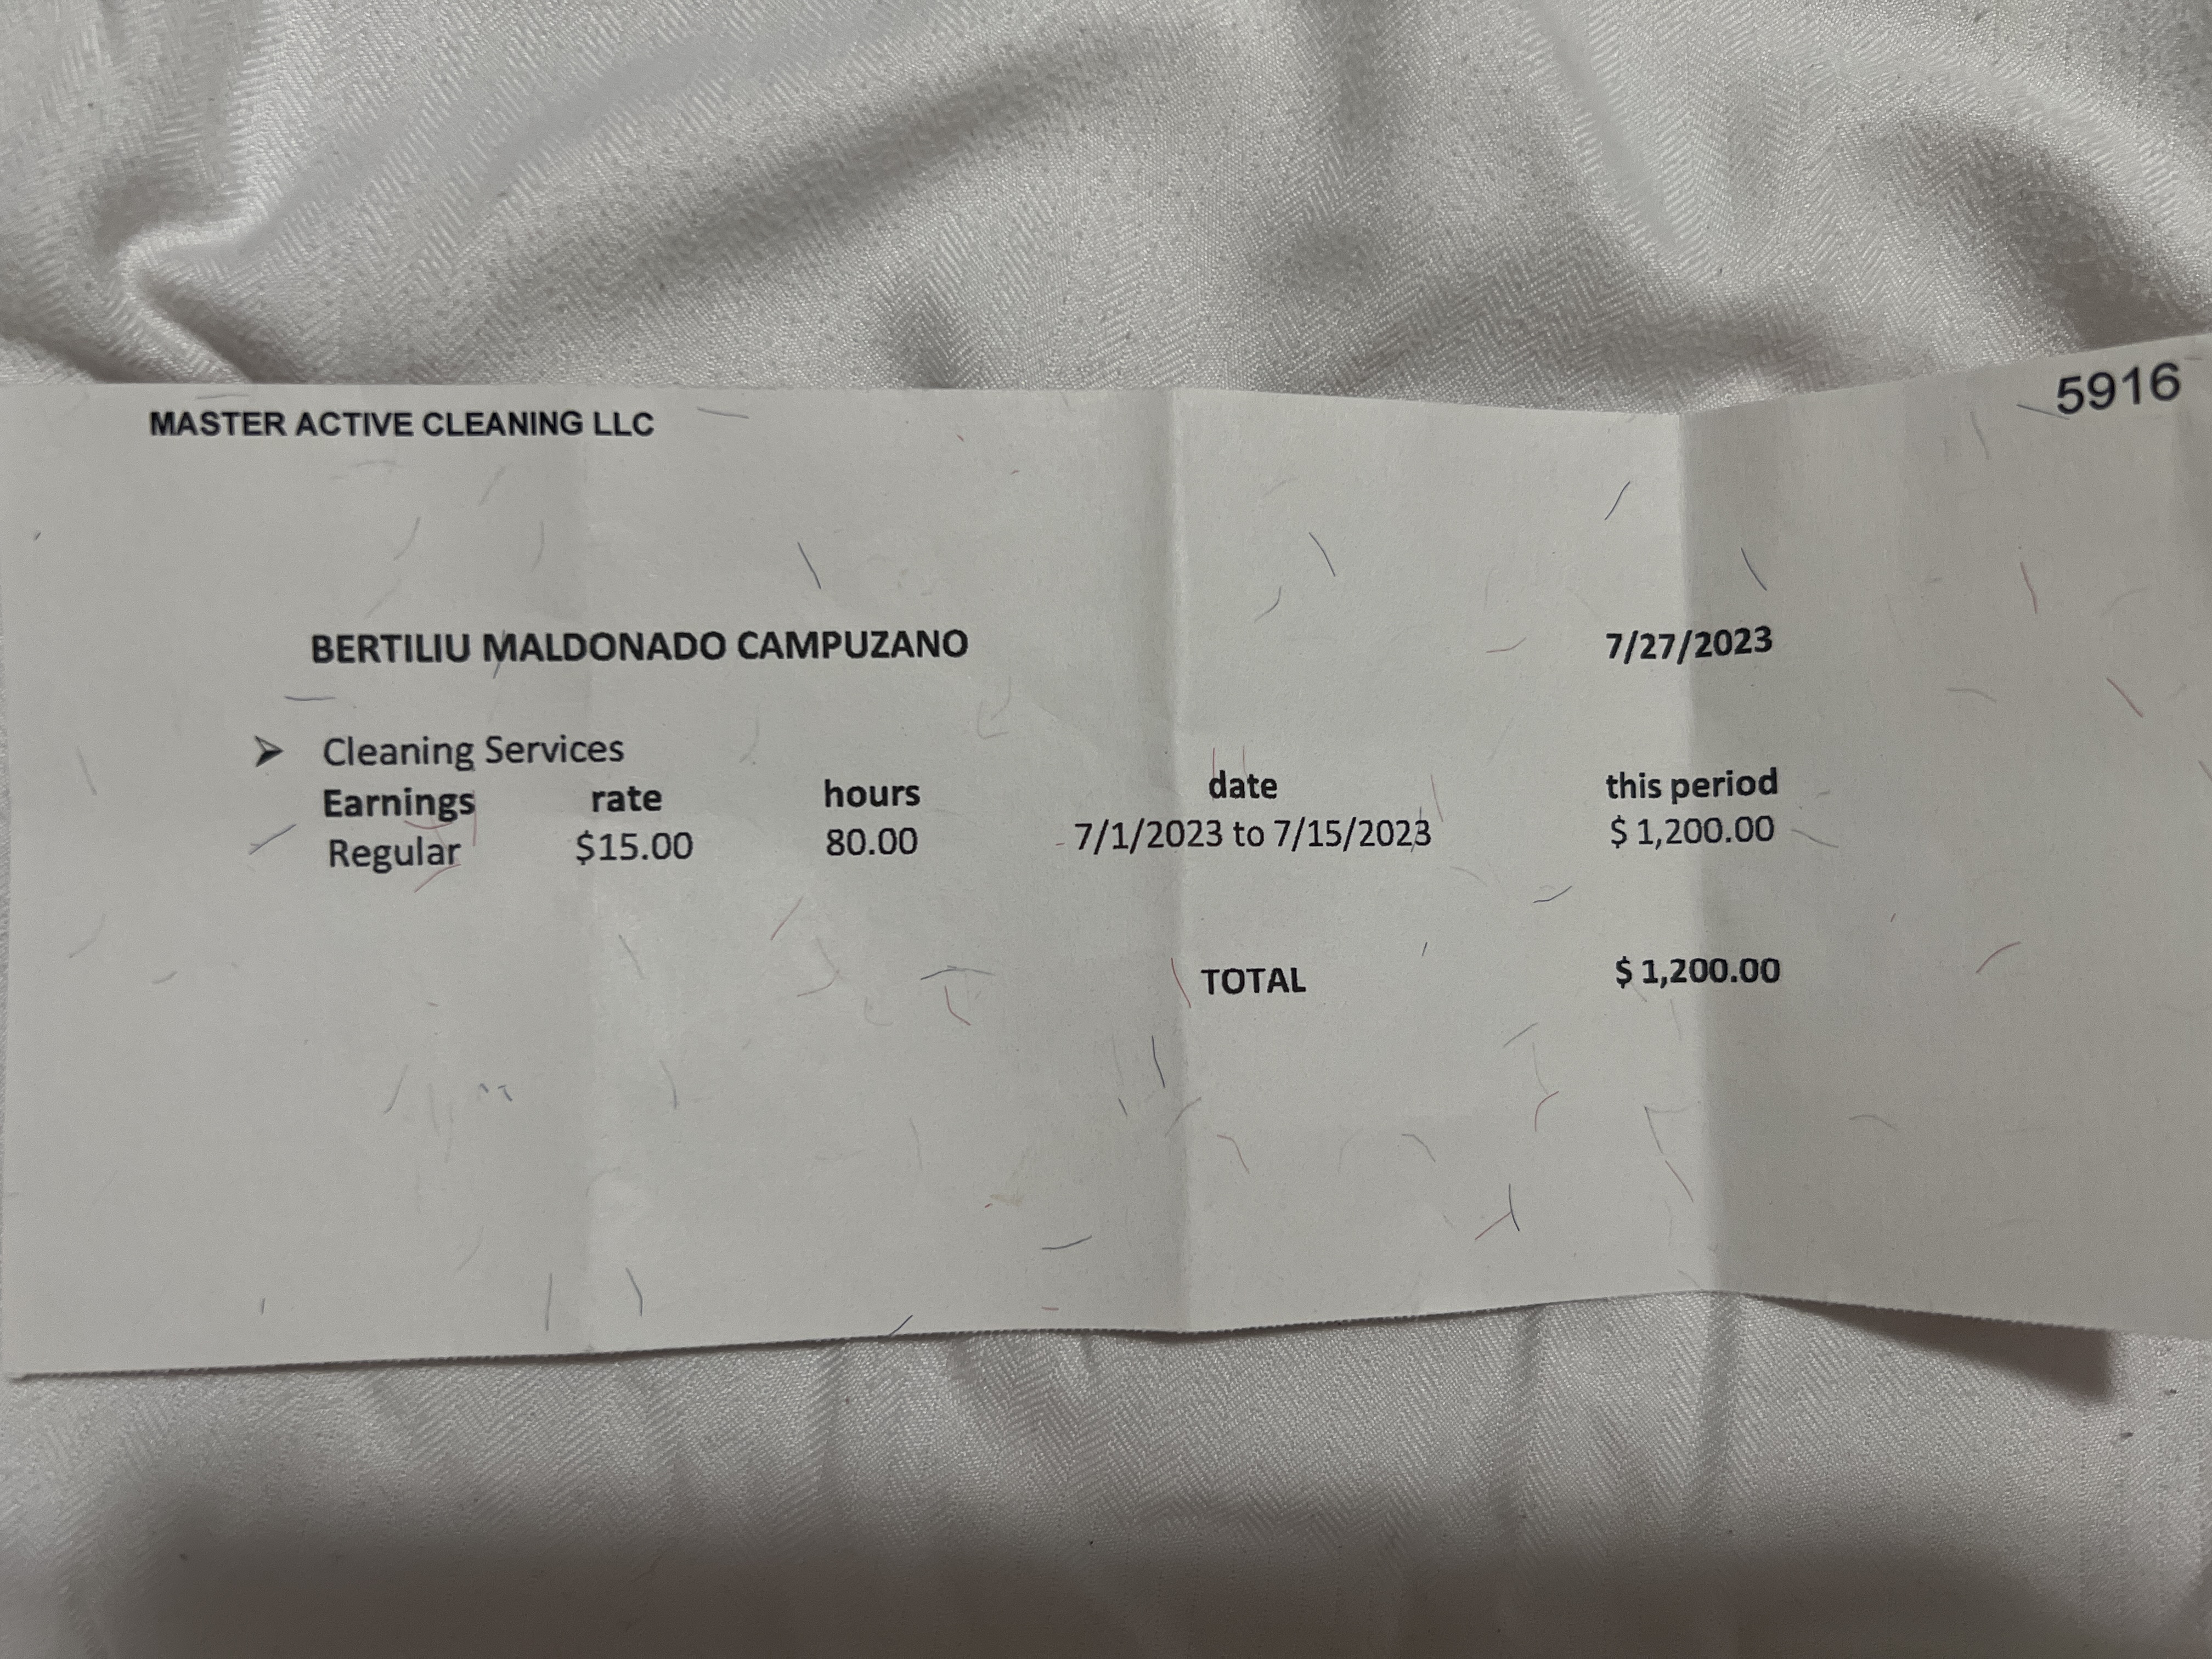 MASTER ACTIVE CLEANING LLC 5916
BERTILIU MALDONADO CAMPUZANO 7/27/2023
➢ Cleaning Services
Earnings rate hours date this period
Regular $15.00 80.00 7/1/2023 to 7/15/2023 $ 1,200.00
TOTAL $ 1,200.00